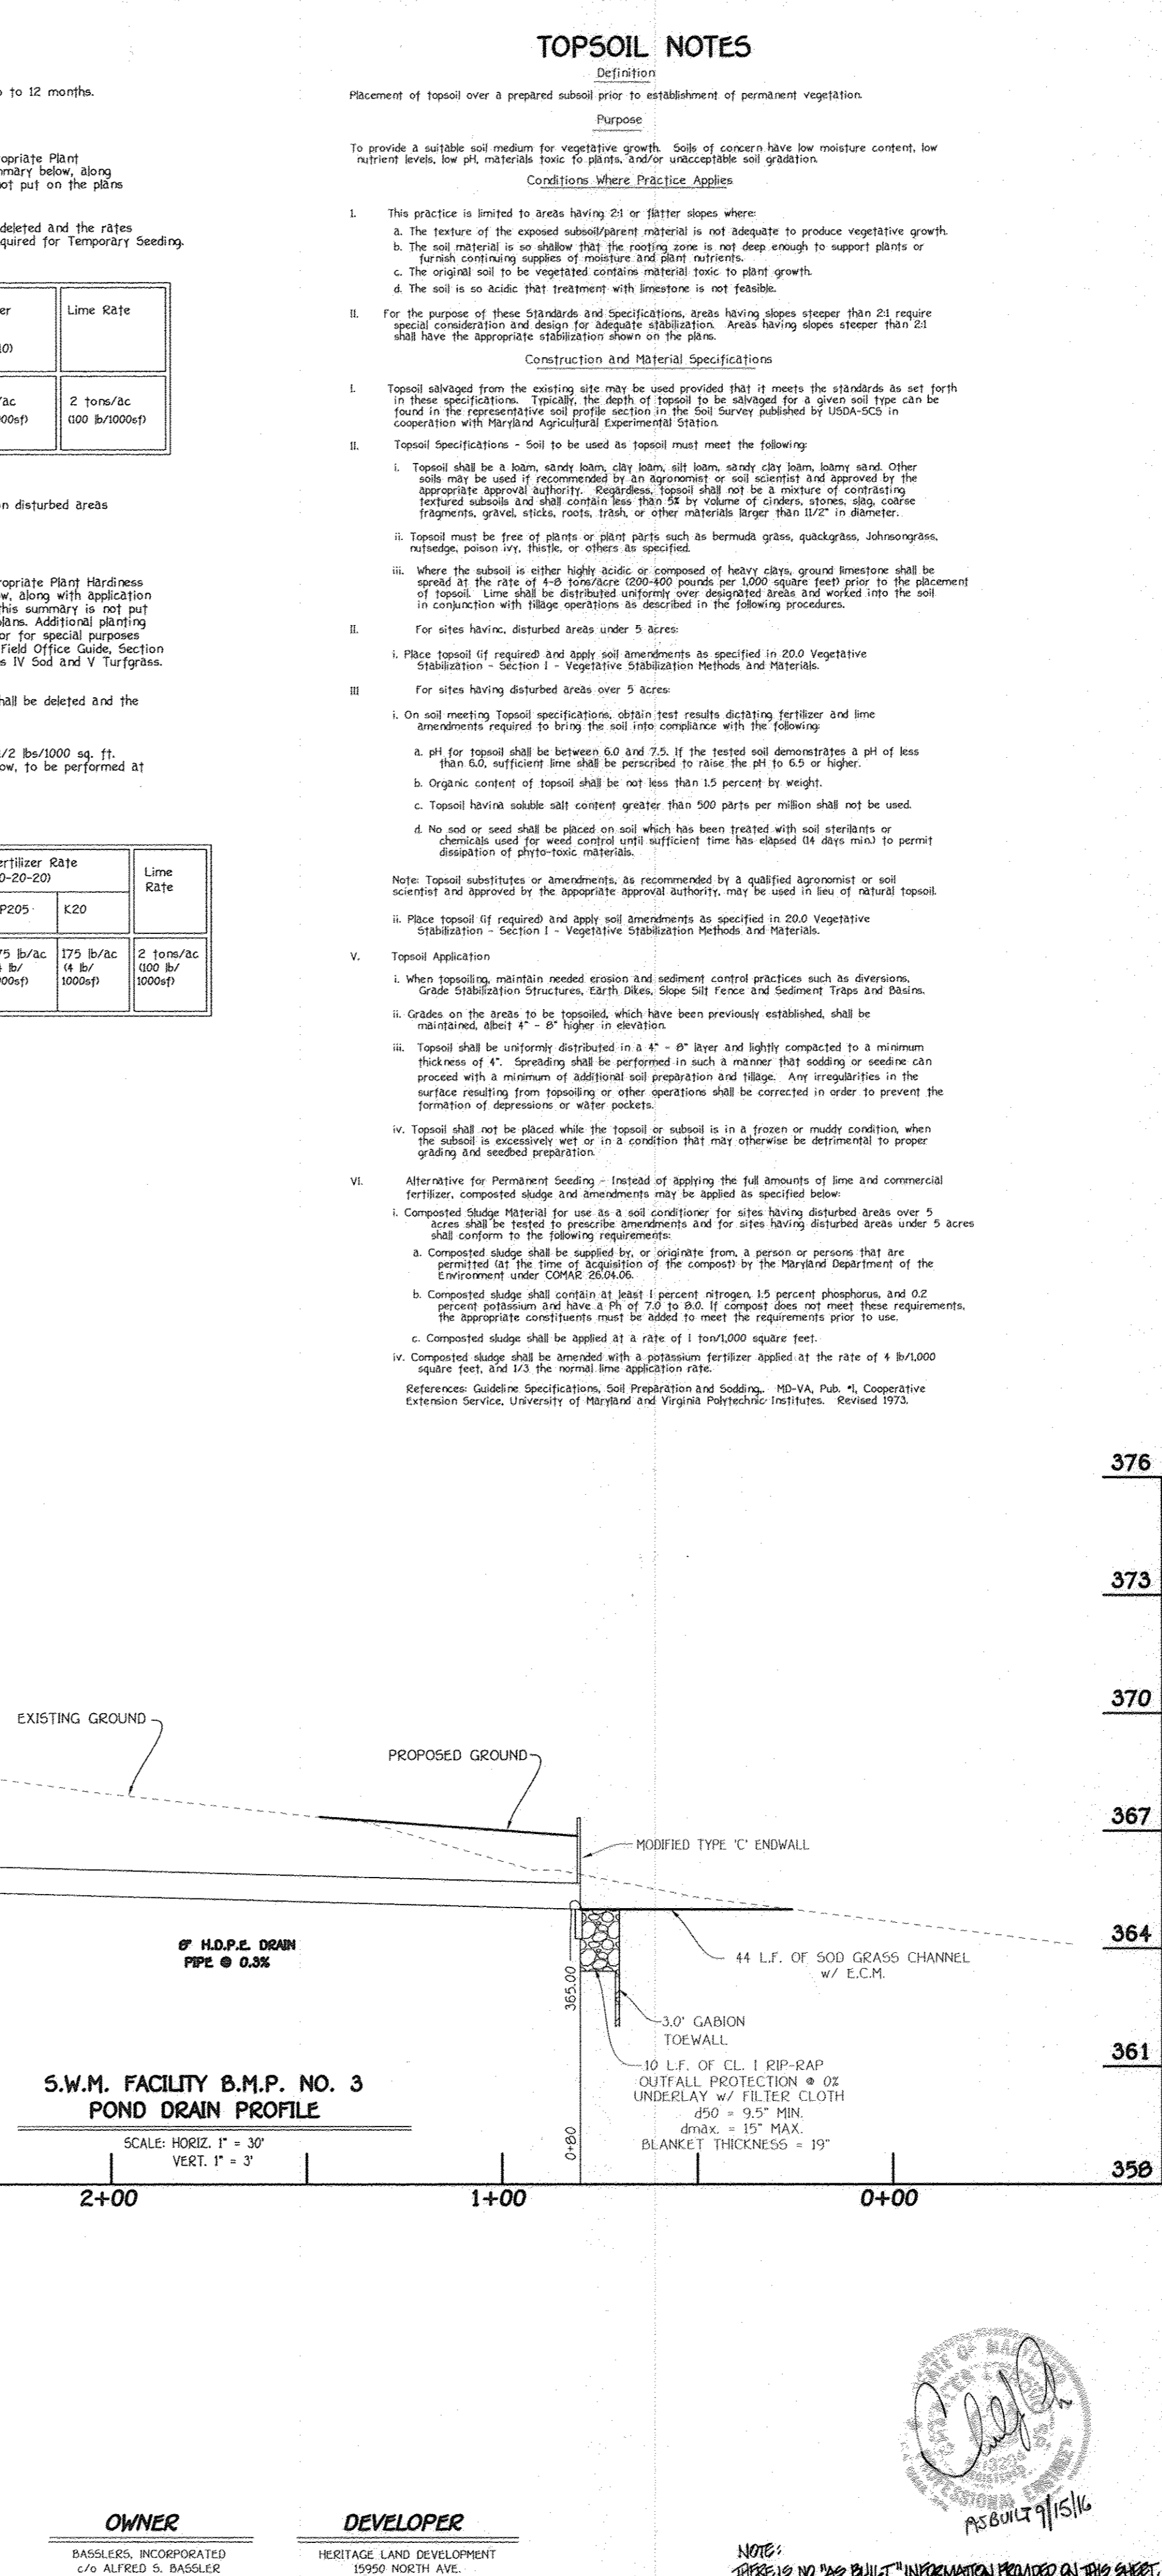 o to 12 months.
opriate Plant
mmary below, along
ot put on the plans
deleted and the rates
quired for Temporary Seeding.
er
0)
Lime Rate
/ac
00sf)
2 tons/ac
(100 lb/1000sf)
n disturbed areas
ropriate Plant Hardiness
w, along with application
this summary is not put
lans. Additional planting
or for special purposes
Field Office Guide, Section
s IV Sod and V Turfgrass.
hall be deleted and the
/2 lbs/1000 sq. ft.
ow, to be performed at
ertilizer Rate
0-20-20)
Lime
Rate
P205
K20
75 lb/ac
lb/
000sf)
175 lb/ac
(4 lb/
1000sf)
2 tons/ac
(100 lb/
1000sf)
TOPSOIL NOTES
Definition
Placement of topsoil over a prepared subsoil prior to establishment of permanent vegetation.
Purpose
To provide a suitable soil medium for vegetative growth. Soils of concern have low moisture content, low
nutrient levels, low pH, materials toxic to plants, and/or unacceptable soil gradation.
Conditions Where Practice Applies
I. This practice is limited to areas having 2:1 or flatter slopes where:
a. The texture of the exposed subsoil/parent material is not adequate to produce vegetative growth.
b. The soil material is so shallow that the rooting zone is not deep enough to support plants or
furnish continuing supplies of moisture and plant nutrients.
c. The original soil to be vegetated contains material toxic to plant growth.
d. The soil is so acidic that treatment with limestone is not feasible.
II. For the purpose of these Standards and Specifications, areas having slopes steeper than 2:1 require
special consideration and design for adequate stabilization. Areas having slopes steeper than 2:1
shall have the appropriate stabilization shown on the plans.
Construction and Material Specifications
I. Topsoil salvaged from the existing site may be used provided that it meets the standards as set forth
in these specifications. Typically, the depth of topsoil to be salvaged for a given soil type can be
found in the representative soil profile section in the Soil Survey published by USDA-SCS in
cooperation with Maryland Agricultural Experimental Station.
II. Topsoil Specifications - Soil to be used as topsoil must meet the following:
i. Topsoil shall be a loam, sandy loam, clay loam, silt loam, sandy clay loam, loamy sand. Other
soils may be used if recommended by an agronomist or soil scientist and approved by the
appropriate approval authority. Regardless, topsoil shall not be a mixture of contrasting
textured subsoils and shall contain less than 5% by volume of cinders, stones, slag, coarse
fragments, gravel, sticks, roots, trash, or other materials larger than 11/2" in diameter.
ii. Topsoil must be free of plants or plant parts such as bermuda grass, quackgrass, Johnsongrass,
nutsedge, poison ivy, thistle, or others as specified.
iii. Where the subsoil is either highly acidic or composed of heavy clays, ground limestone shall be
spread at the rate of 4-8 tons/acre (200-400 pounds per 1,000 square feet) prior to the placement
of topsoil. Lime shall be distributed uniformly over designated areas and worked into the soil
in conjunction with tillage operations as described in the following procedures.
II. For sites havinc, disturbed areas under 5 acres:
i. Place topsoil (if required) and apply soil amendments as specified in 20.0 Vegetative
Stabilization - Section I - Vegetative Stabilization Methods and Materials.
III For sites having disturbed areas over 5 acres:
i. On soil meeting Topsoil specifications, obtain test results dictating fertilizer and lime
amendments required to bring the soil into compliance with the following:
a. pH for topsoil shall be between 6.0 and 7.5. If the tested soil demonstrates a pH of less
than 6.0, sufficient lime shall be perscribed to raise the pH to 6.5 or higher.
b. Organic content of topsoil shall be not less than 1.5 percent by weight.
c. Topsoil havina soluble salt content greater than 500 parts per million shall not be used.
d. No sod or seed shall be placed on soil which has been treated with soil sterilants or
chemicals used for weed control until sufficient time has elapsed (14 days min.) to permit
dissipation of phyto-toxic materials.
Note: Topsoil substitutes or amendments, as recommended by a qualified agronomist or soil
scientist and approved by the appopriate approval authority, may be used in lieu of natural topsoil.
ii. Place topsoil (if required) and apply soil amendments as specified in 20.0 Vegetative
Stabilization - Section I - Vegetative Stabilization Methods and Materials.
V. Topsoil Application
i. When topsoiling, maintain needed erosion and sediment control practices such as diversions,
Grade Stabilization Structures, Earth Dikes, Slope Silt Fence and Sediment Traps and Basins.
ii. Grades on the areas to be topsoiled, which have been previously established, shall be
maintained, albeit 4" - 8" higher in elevation.
iii. Topsoil shall be uniformly distributed in a 4" - 8" layer and lightly compacted to a minimum
thickness of 4". Spreading shall be performed in such a manner that sodding or seedine can
proceed with a minimum of additional soil preparation and tillage. Any irregularities in the
surface resulting from topsoiling or other operations shall be corrected in order to prevent the
formation of depressions or water pockets.
iv. Topsoil shall not be placed while the topsoil or subsoil is in a frozen or muddy condition, when
the subsoil is excessively wet or in a condition that may otherwise be detrimental to proper
grading and seedbed preparation.
VI. Alternative for Permanent Seeding - Instead of applying the full amounts of lime and commercial
fertilizer, composted sludge and amendments may be applied as specified below:
i. Composted Sludge Material for use as a soil conditioner for sites having disturbed areas over 5
acres shall be tested to prescribe amendments and for sites having disturbed areas under 5 acres
shall conform to the following requirements:
a. Composted sludge shall be supplied by, or originate from, a person or persons that are
permitted (at the time of acquisition of the compost) by the Maryland Department of the
Environment under COMAR 26.04.06.
b. Composted sludge shall contain at least 1 percent nitrogen, 1.5 percent phosphorus, and 0.2
percent potassium and have a Ph of 7.0 to 8.0. If compost does not meet these requirements,
the appropriate constituents must be added to meet the requirements prior to use.
c. Composted sludge shall be applied at a rate of 1 ton/1,000 square feet.
iv. Composted sludge shall be amended with a potassium fertilizer applied at the rate of 4 lb/1,000
square feet, and 1/3 the normal lime application rate.
References: Guideline Specifications, Soil Preparation and Sodding. MD-VA, Pub. #1, Cooperative
Extension Service, University of Maryland and Virginia Polytechnic Institutes. Revised 1973.
376
373
370
367
364
361
358
EXISTING GROUND
PROPOSED GROUND
MODIFIED TYPE 'C' ENDWALL
8" H.D.P.E. DRAIN
PIPE @ 0.3%
44 L.F. OF SOD GRASS CHANNEL
w/ E.C.M.
365.00
3.0' GABION
TOEWALL
10 L.F. OF CL. I RIP-RAP
OUTFALL PROTECTION @ 0%
UNDERLAY w/ FILTER CLOTH
d50 = 9.5" MIN.
dmax. = 15" MAX.
BLANKET THICKNESS = 19"
0+80
S.W.M. FACILITY B.M.P. NO. 3
POND DRAIN PROFILE
SCALE: HORIZ. 1" = 30'
VERT. 1" = 3'
2+00
1+00
0+00
STATE OF MARYLAND
PROFESSIONAL ENGINEER
AS BUILT 9/15/16
OWNER
BASSLERS, INCORPORATED
c/o ALFRED S. BASSLER
DEVELOPER
HERITAGE LAND DEVELOPMENT
15950 NORTH AVE.
NOTE:
THERE IS NO "AS BUILT" INFORMATION PROVIDED ON THIS SHEET